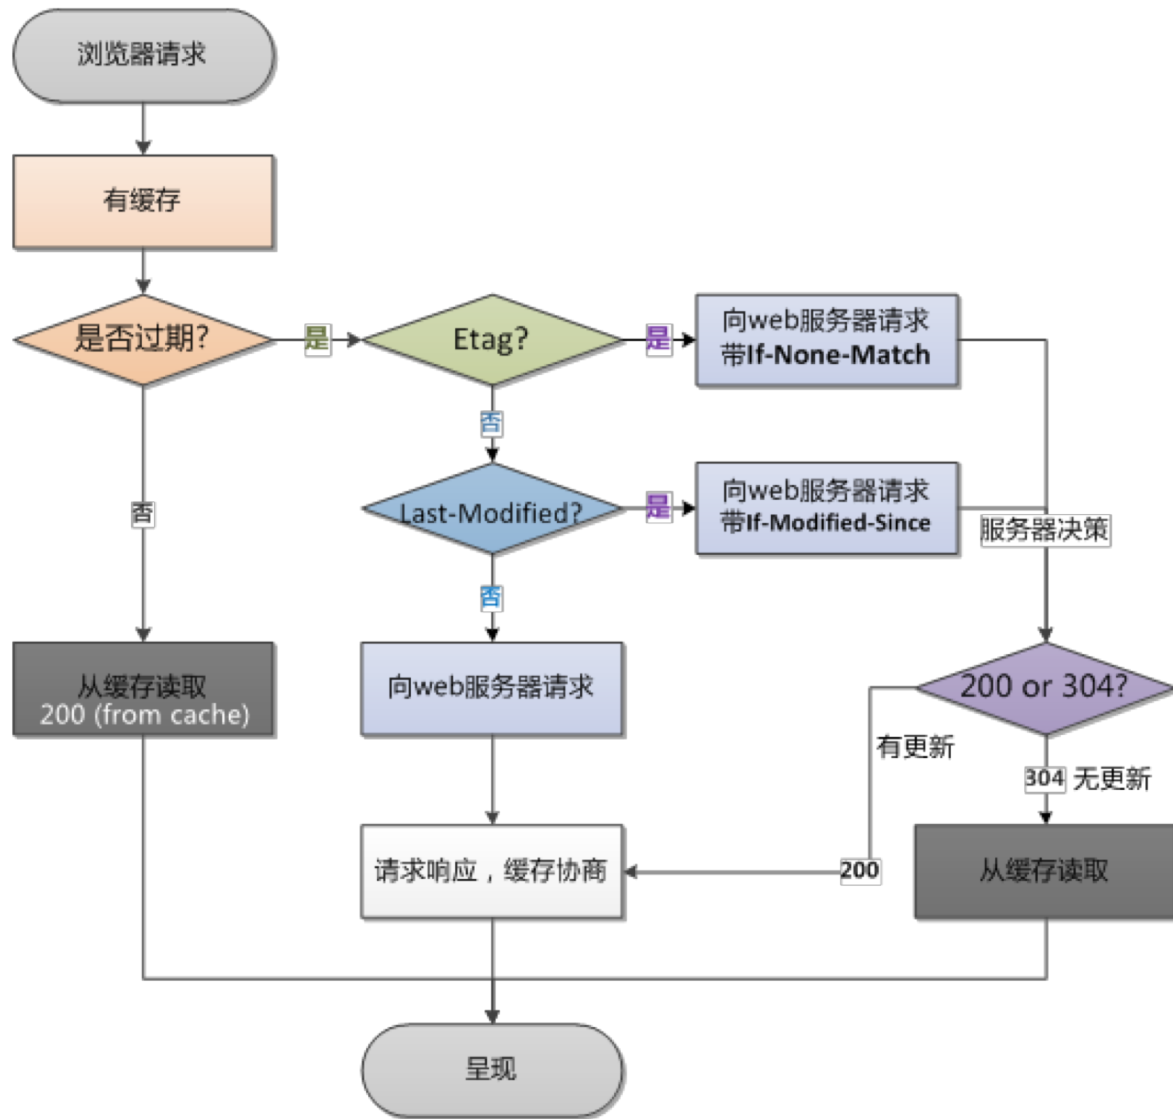 浏览器请求
有缓存
是否过期?
是
Etag?
是
向web服务器请求
带If-None-Match
否
否
Last-Modified?
是
向web服务器请求
带If-Modified-Since
服务器决策
否
从缓存读取
200 (from cache)
向web服务器请求
200 or 304?
有更新
304 无更新
请求响应，缓存协商
200
从缓存读取
呈现